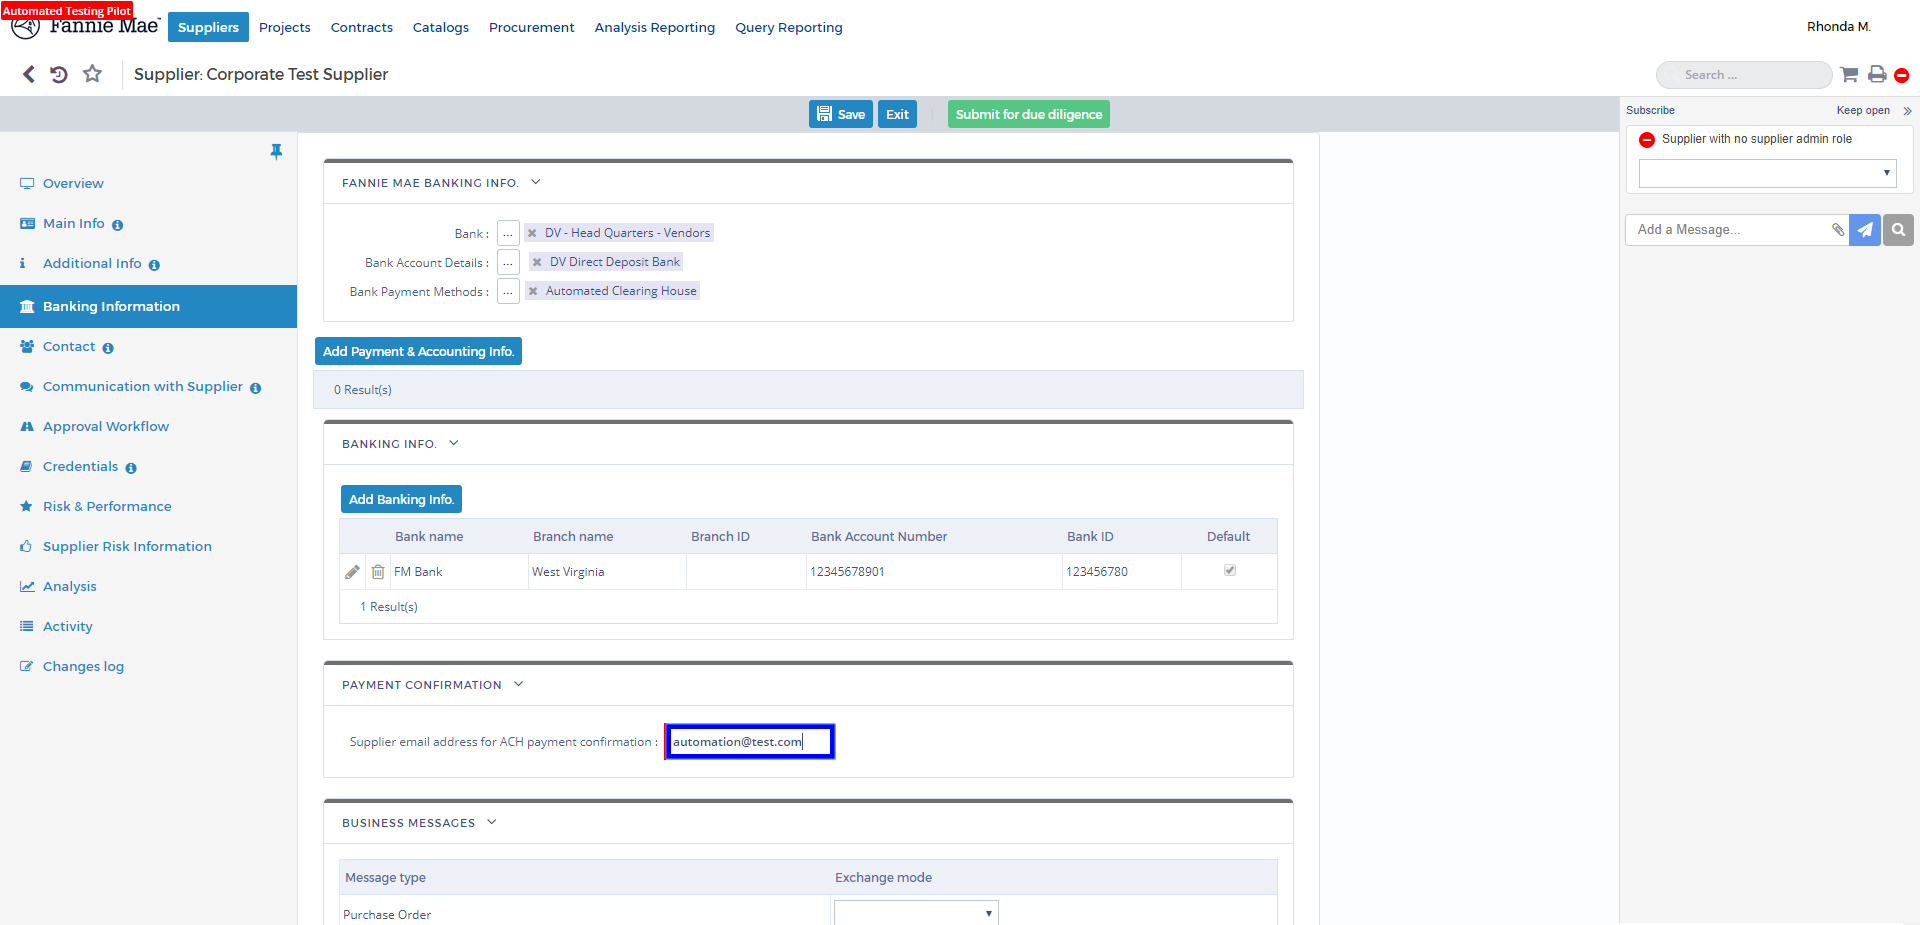 Automated Testing Pilot
Fannie Mae
Suppliers
Projects
Contracts
Catalogs
Procurement
Analysis Reporting
Query Reporting
Rhonda M.
Supplier: Corporate Test Supplier
Search ...
Save
Exit
Submit for due diligence
Subscribe
Keep open
Supplier with no supplier admin role
Add a Message...
Overview
Main Info
Additional Info
Banking Information
Contact
Communication with Supplier
Approval Workflow
Credentials
Risk & Performance
Supplier Risk Information
Analysis
Activity
Changes log
FANNIE MAE BANKING INFO.
Bank :
...
DV - Head Quarters - Vendors
Bank Account Details :
...
DV Direct Deposit Bank
Bank Payment Methods :
...
Automated Clearing House
Add Payment & Accounting Info.
0 Result(s)
BANKING INFO.
Add Banking Info.
Bank name
Branch name
Branch ID
Bank Account Number
Bank ID
Default
FM Bank
West Virginia
12345678901
123456780
1 Result(s)
PAYMENT CONFIRMATION
Supplier email address for ACH payment confirmation :
automation@test.com
BUSINESS MESSAGES
Message type
Exchange mode
Purchase Order